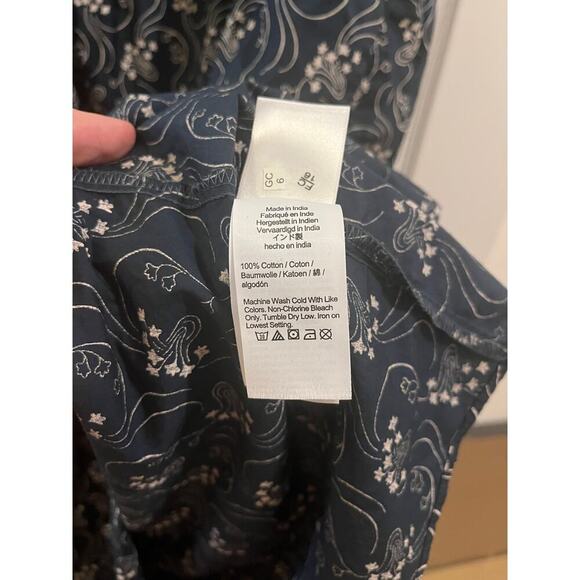 GC
6
Made in India
Fabriqué en Inde
Hergestellt in Indien
Vervaardigd in India
インド製
hecho en india
100% Cotton / Coton /
Baumwolle / Katoen / 綿 /
algodón
Machine Wash Cold With Like
Colors. Non-Chlorine Bleach
Only. Tumble Dry Low. Iron on
Lowest Setting.